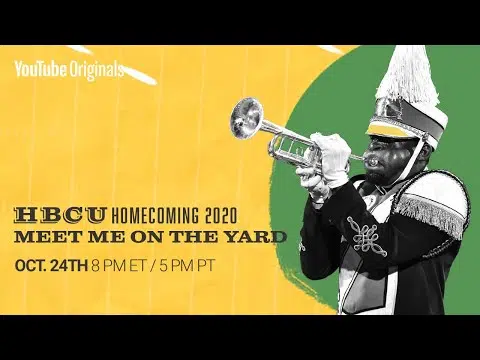 YouTube Originals
HBCU HOMECOMING 2020
MEET ME ON THE YARD
OCT. 24TH 8 PM ET / 5 PM PT